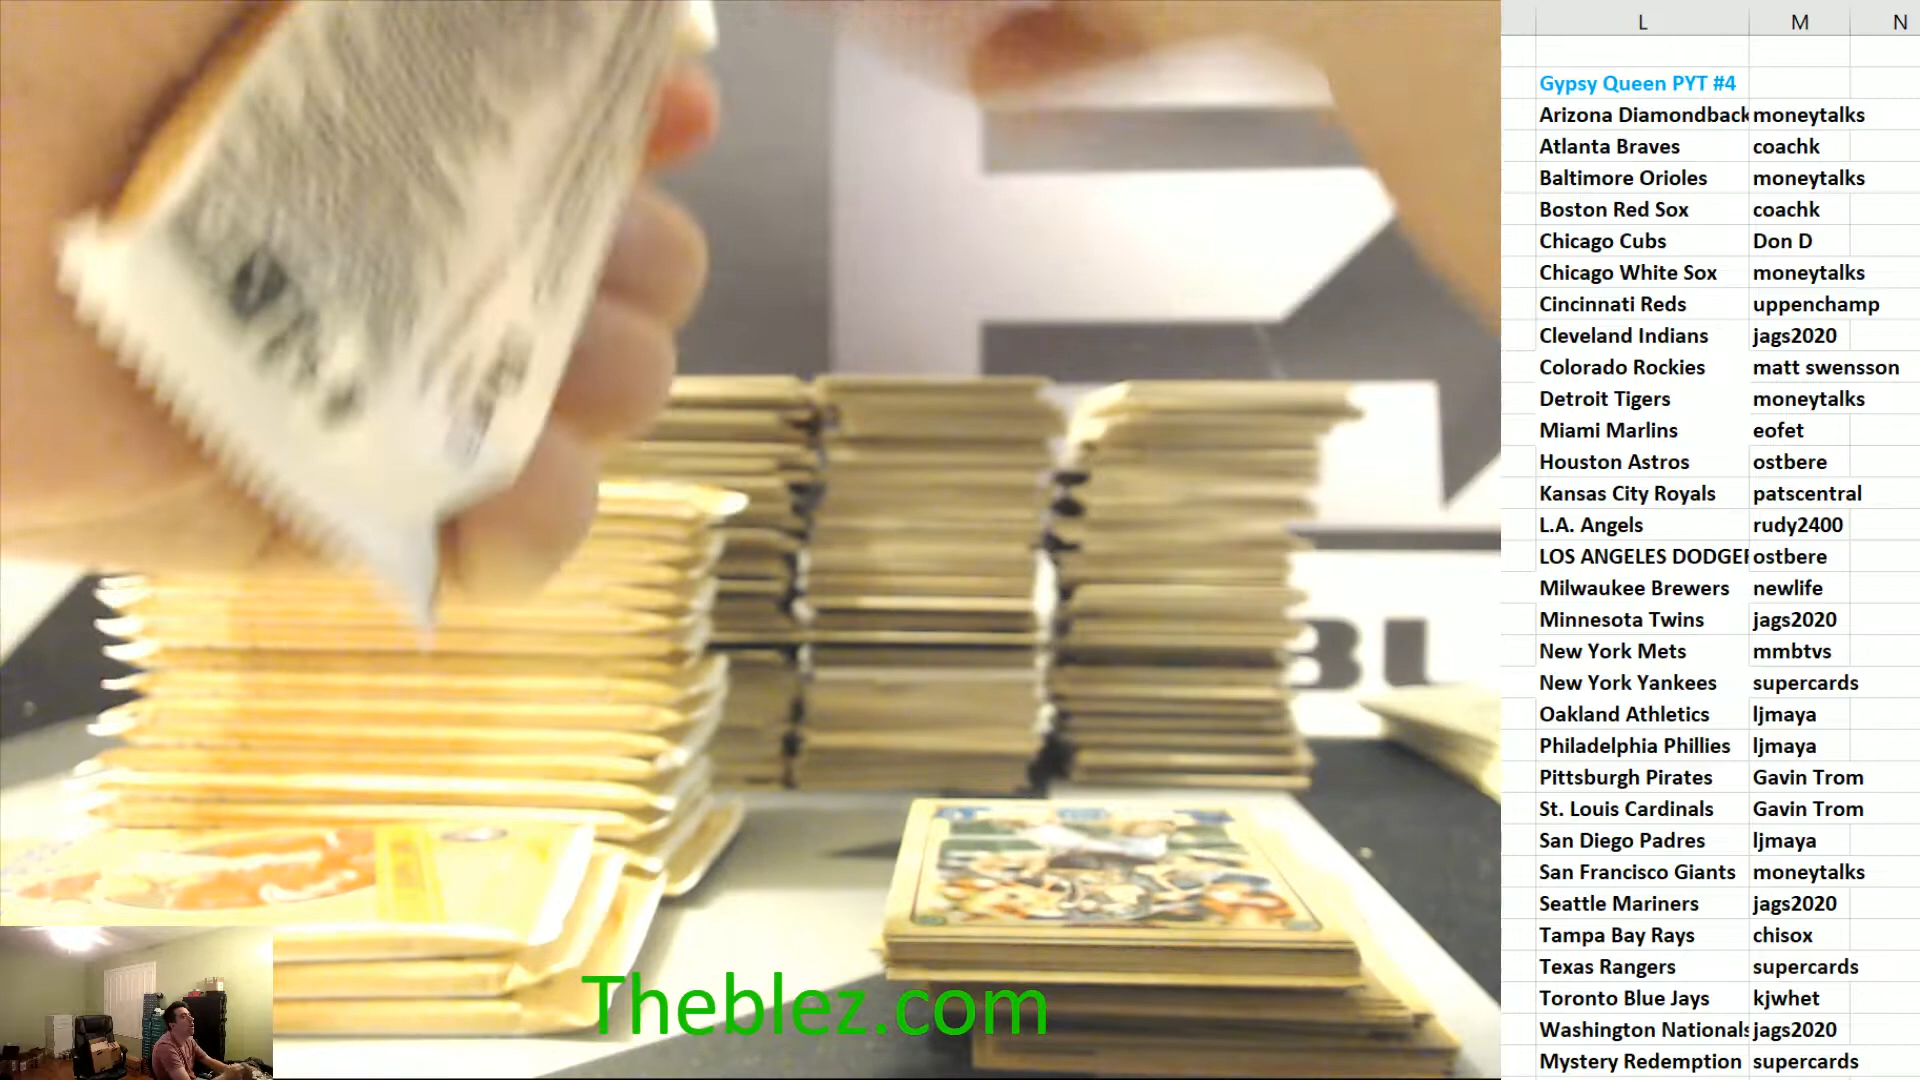 L M N
Gypsy Queen PYT #4
Arizona Diamondback moneytalks
Atlanta Braves coachk
Baltimore Orioles moneytalks
Boston Red Sox coachk
Chicago Cubs Don D
Chicago White Sox moneytalks
Cincinnati Reds uppenchamp
Cleveland Indians jags2020
Colorado Rockies matt swensson
Detroit Tigers moneytalks
Miami Marlins eofet
Houston Astros ostbere
Kansas City Royals patscentral
L.A. Angels rudy2400
LOS ANGELES DODGER ostbere
Milwaukee Brewers newlife
Minnesota Twins jags2020
New York Mets mmbtvs
New York Yankees supercards
Oakland Athletics ljmaya
Philadelphia Phillies ljmaya
Pittsburgh Pirates Gavin Trom
St. Louis Cardinals Gavin Trom
San Diego Padres ljmaya
San Francisco Giants moneytalks
Seattle Mariners jags2020
Tampa Bay Rays chisox
Texas Rangers supercards
Toronto Blue Jays kjwhet
Washington Nationals jags2020
Mystery Redemption supercards
BL
Theblez.com